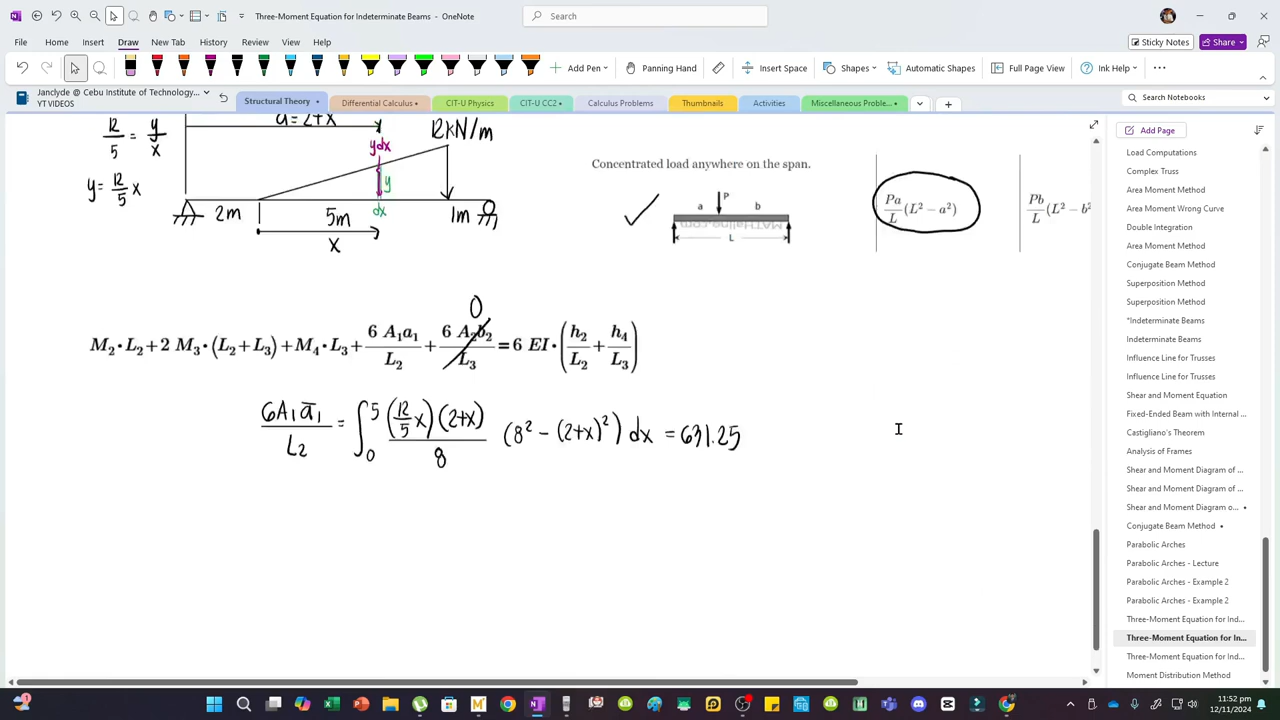 Three-Moment Equation for Indeterminate Beams - OneNote
Search
File Home Insert Draw New Tab History Review View Help
Sticky Notes
Share
Add Pen
Panning Hand
Insert Space
Shapes
Automatic Shapes
Full Page View
Ink Help
Janclyde @ Cebu Institute of Technology...
YT VIDEOS
Structural Theory
Differential Calculus
CIT-U Physics
CIT-U CC2
Calculus Problems
Thumbnails
Activities
Miscellaneous Proble...
Search Notebooks
Add Page
Load Computations
Complex Truss
Area Moment Method
Area Moment Wrong Curve
Double Integration
Area Moment Method
Conjugate Beam Method
Superposition Method
Superposition Method
*Indeterminate Beams
Indeterminate Beams
Influence Line for Trusses
Influence Line for Trusses
Shear and Moment Equation
Fixed-Ended Beam with Internal ...
Castigliano's Theorem
Analysis of Frames
Shear and Moment Diagram of ...
Shear and Moment Diagram of ...
Shear and Moment Diagram o...
Conjugate Beam Method
Parabolic Arches
Parabolic Arches - Lecture
Parabolic Arches - Example 2
Parabolic Arches - Example 2
Three-Moment Equation for Ind...
Three-Moment Equation for In...
Three-Moment Equation for Ind...
Moment Distribution Method
12/5 = y/x
y = 12/5 x
a = 2+x
12kN/m
ydx
y
dx
2m
5m
1m
x
Concentrated load anywhere on the span.
P
a b
L
MATHalino.com
Pa/L (L² − a²)
Pb/L (L² − b²
0
M₂·L₂+2 M₃·(L₂+L₃)+M₄·L₃+ 6 A₁a₁/L₂ + 6 A₂b₂/L₃ = 6 EI·(h₂/L₂ + h₄/L₃)
6A₁a̅₁/L₂ = ∫₀⁵ (12/5 x)(2+x)/8 (8² − (2+x)²) dx = 631.25
11:52 pm
12/11/2024